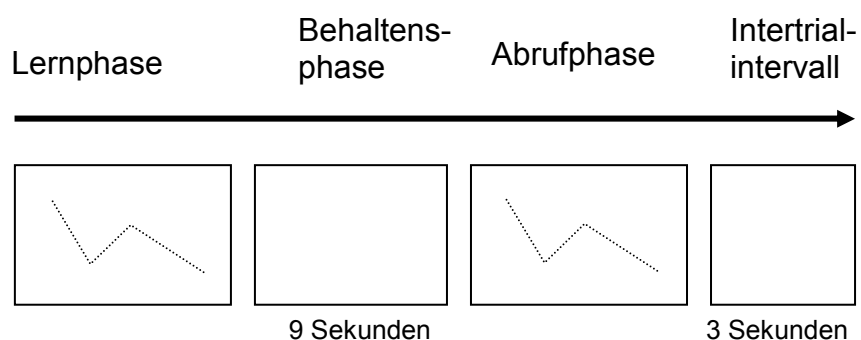 Lernphase
Behaltens-
phase
Abrufphase
Intertrial-
intervall
9 Sekunden
3 Sekunden